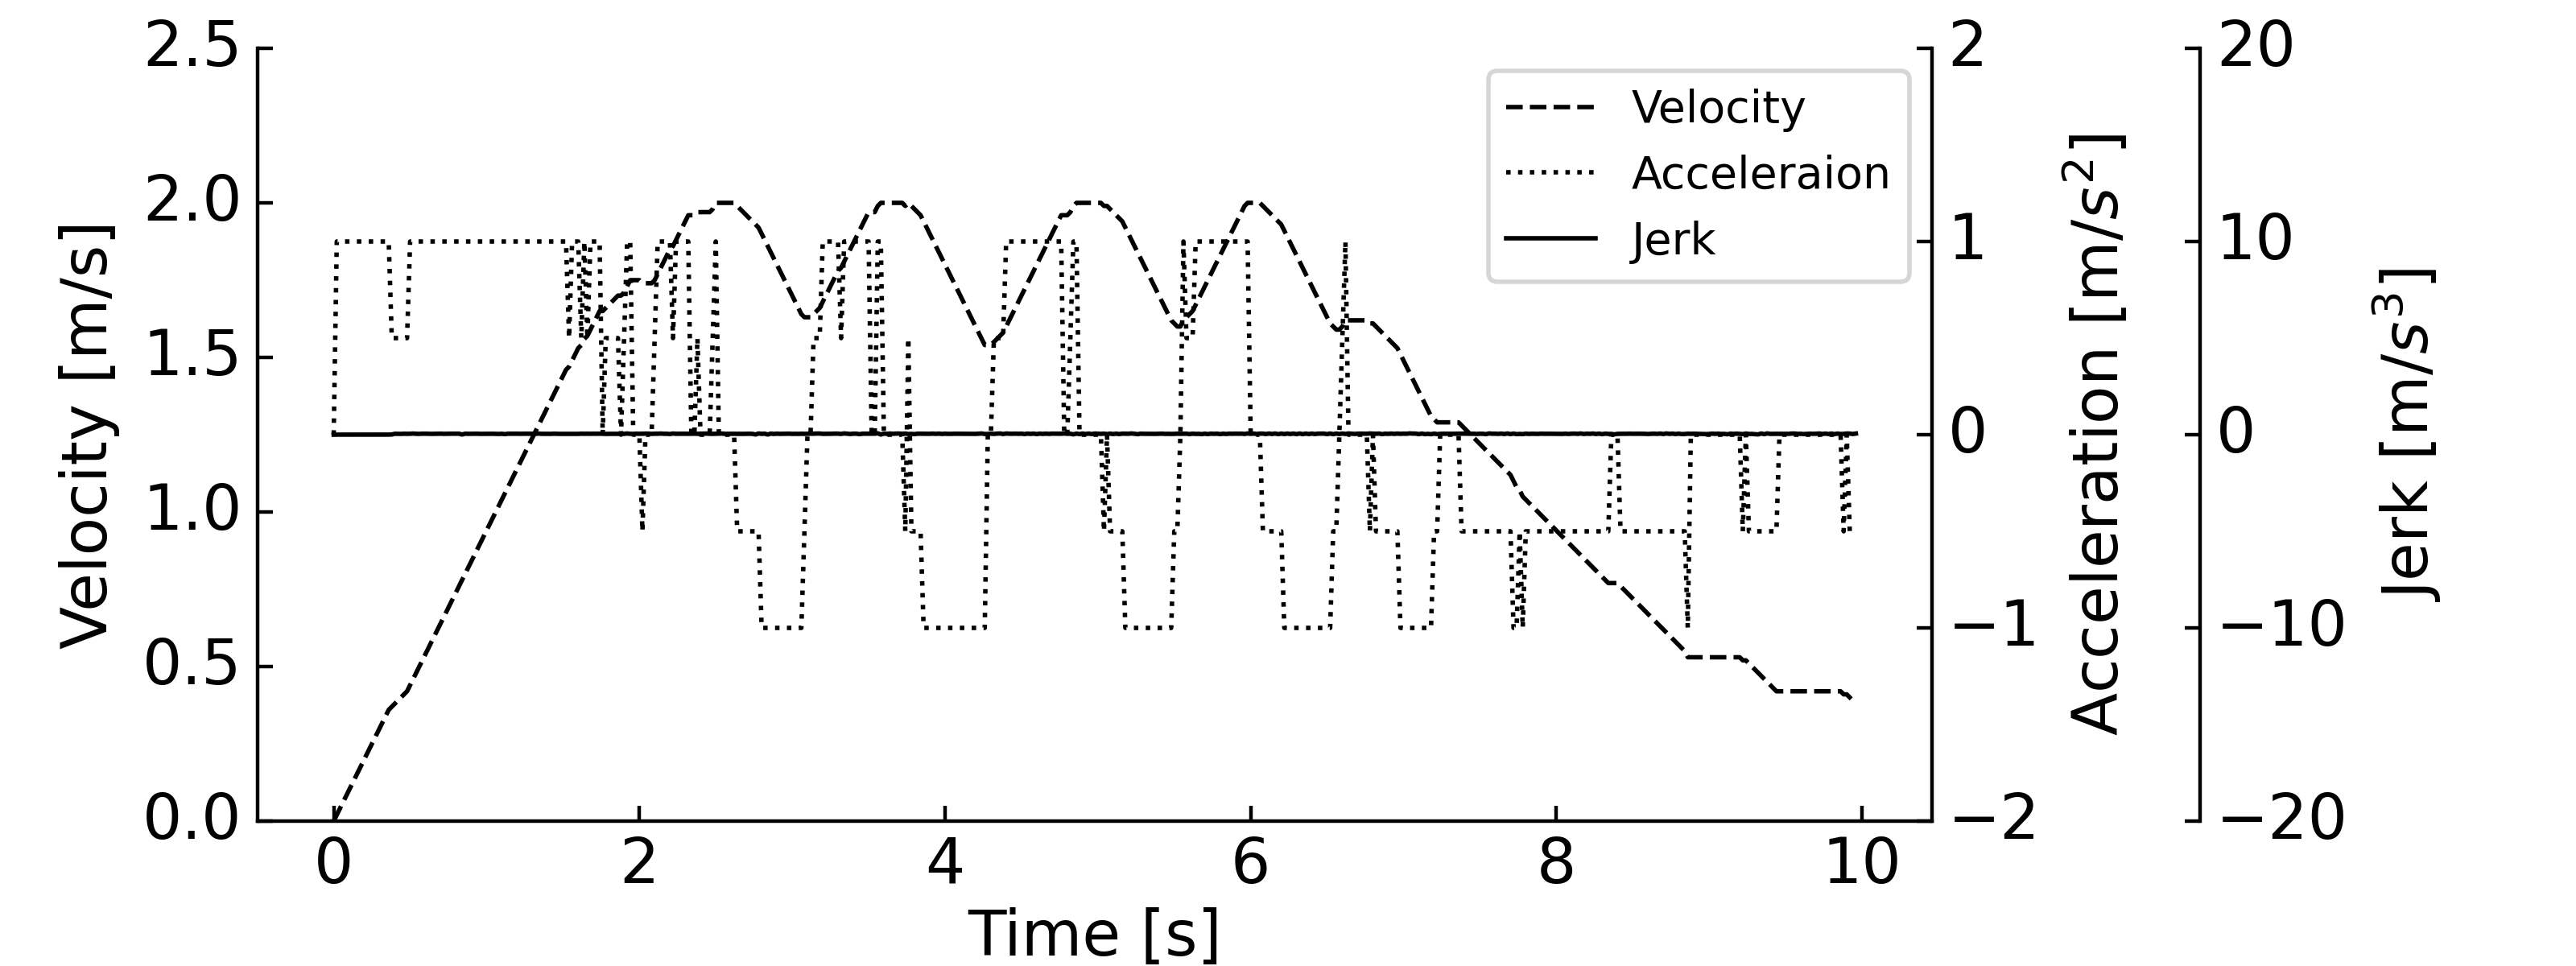 Velocity [m/s]
2.5
2.0
1.5
1.0
0.5
0.0
0 2 4 6 8 10
Time [s]
Velocity
Acceleraion
Jerk
2
1
0
−1
−2
Acceleration [m/s²]
20
10
0
−10
−20
Jerk [m/s³]